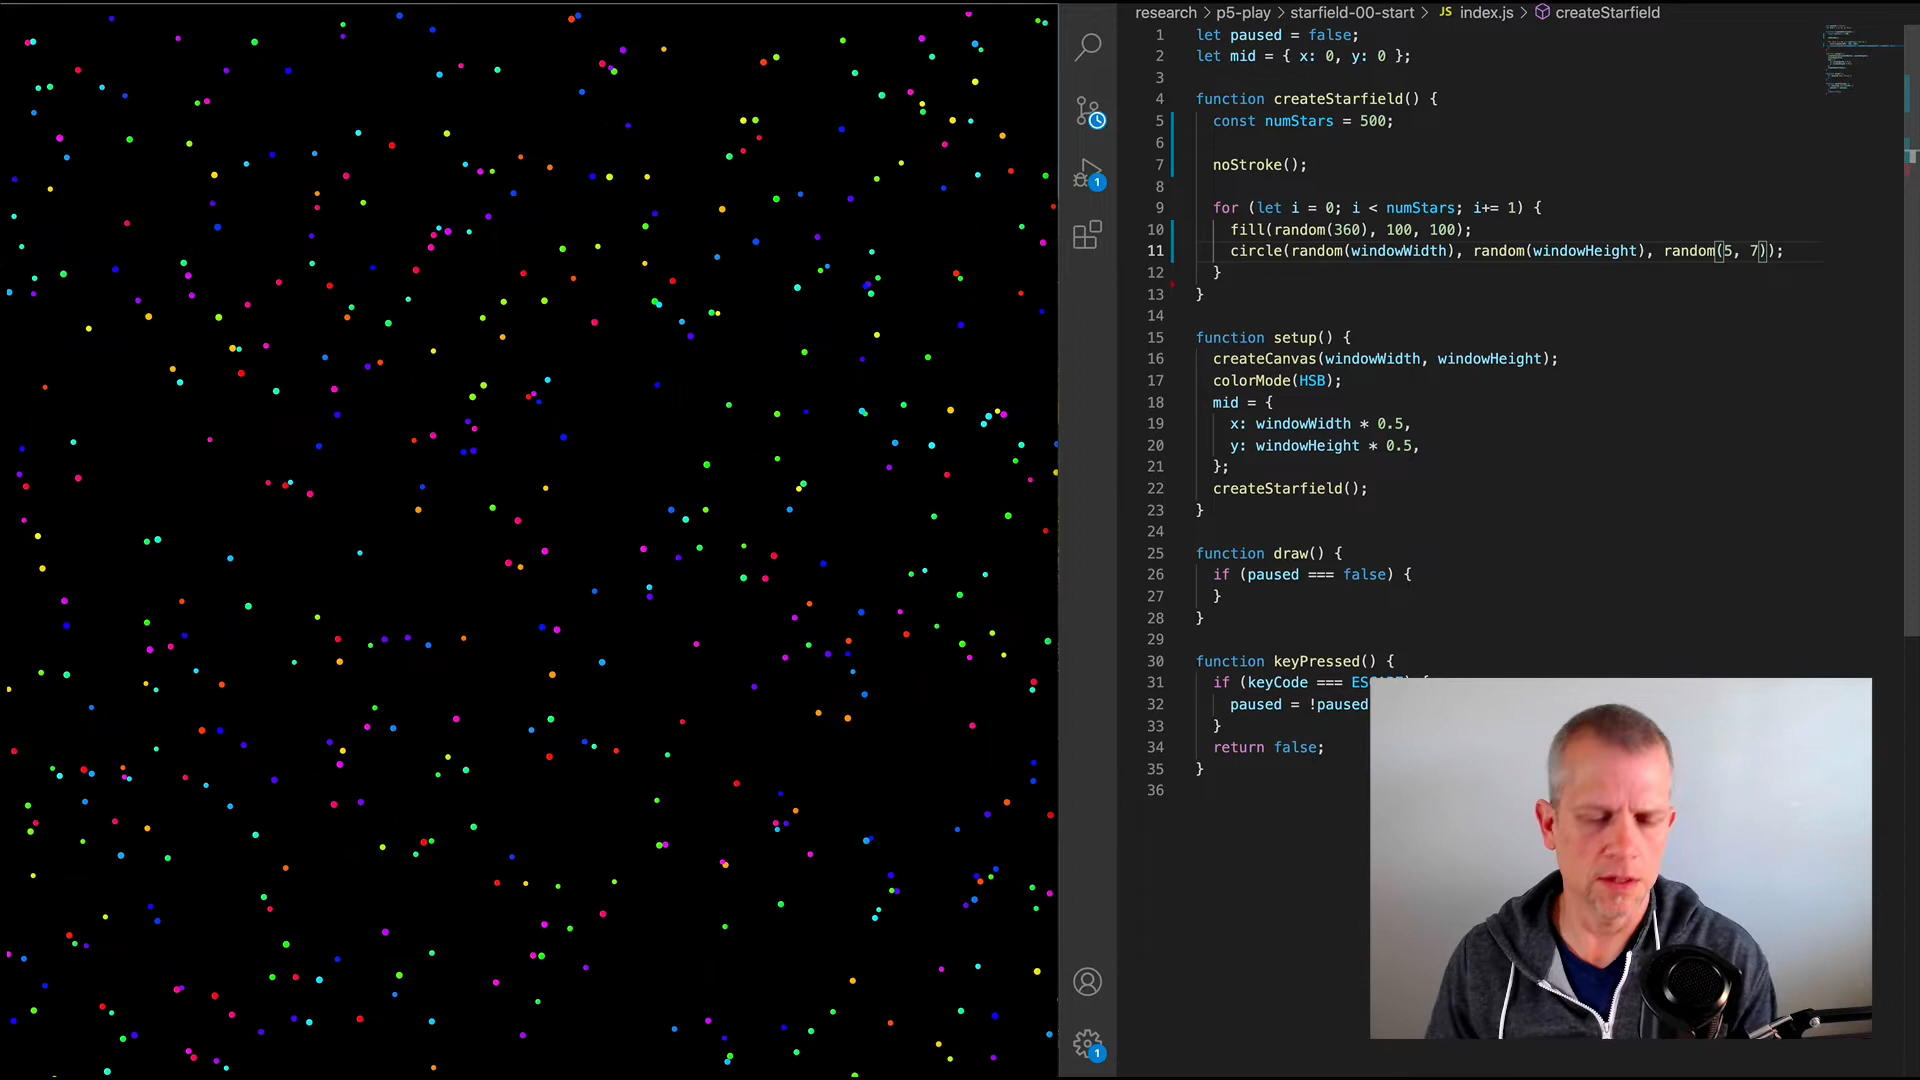 research > p5-play > starfield-00-start > JS index.js > createStarfield
1 let paused = false;
2 let mid = { x: 0, y: 0 };
3
4 function createStarfield() {
5 const numStars = 500;
6
7 noStroke();
8
9 for (let i = 0; i < numStars; i+= 1) {
10 fill(random(360), 100, 100);
11 circle(random(windowWidth), random(windowHeight), random(5, 7));
12 }
13 }
14
15 function setup() {
16 createCanvas(windowWidth, windowHeight);
17 colorMode(HSB);
18 mid = {
19 x: windowWidth * 0.5,
20 y: windowHeight * 0.5,
21 };
22 createStarfield();
23 }
24
25 function draw() {
26 if (paused === false) {
27 }
28 }
29
30 function keyPressed() {
31 if (keyCode === ES
32 paused = !paused
33 }
34 return false;
35 }
36
1
1